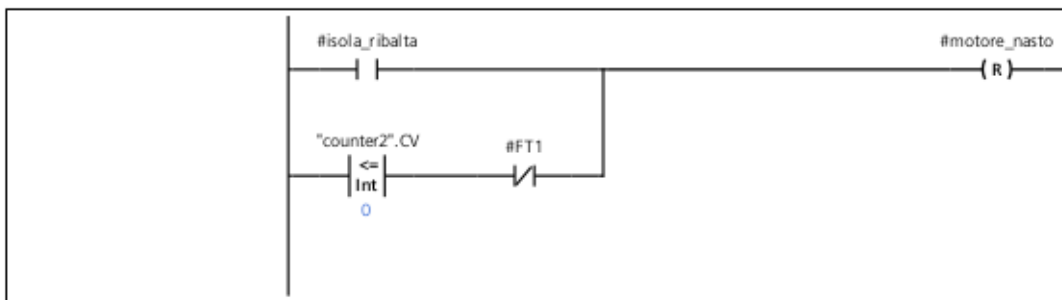 #isola_ribalta
#motore_nasto
R
"counter2".CV
#FT1
<=
Int
0